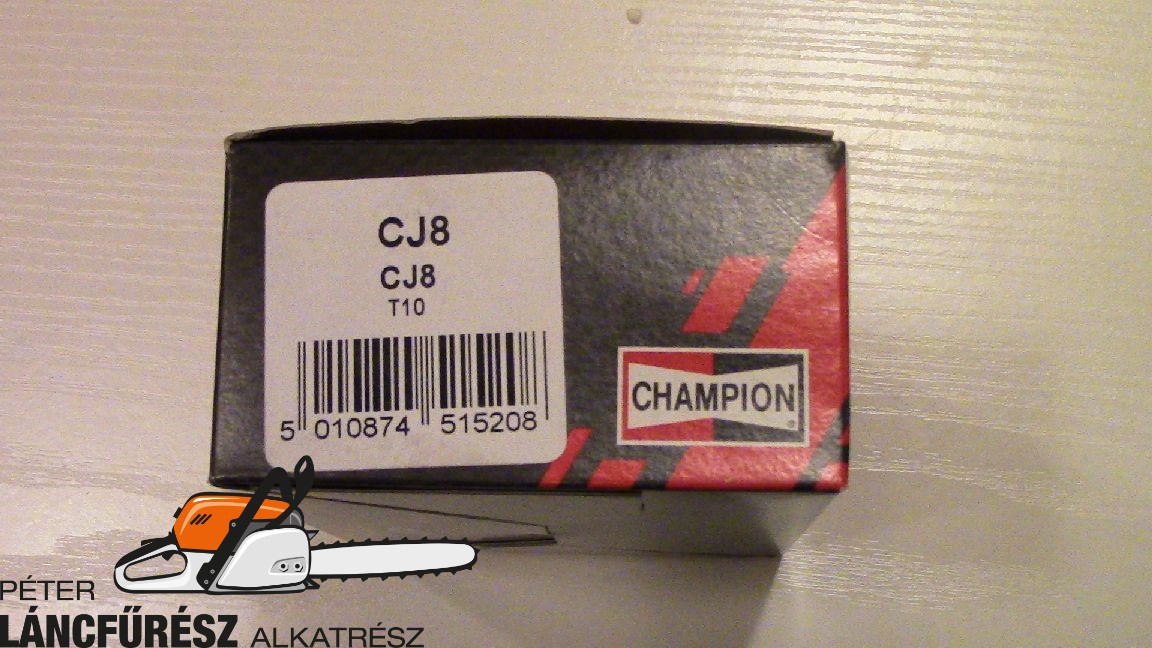 CJ8
CJ8
T10
5 010874 515208
CHAMPION
PÉTER
LÁNCFŰRÉSZ ALKATRÉSZ